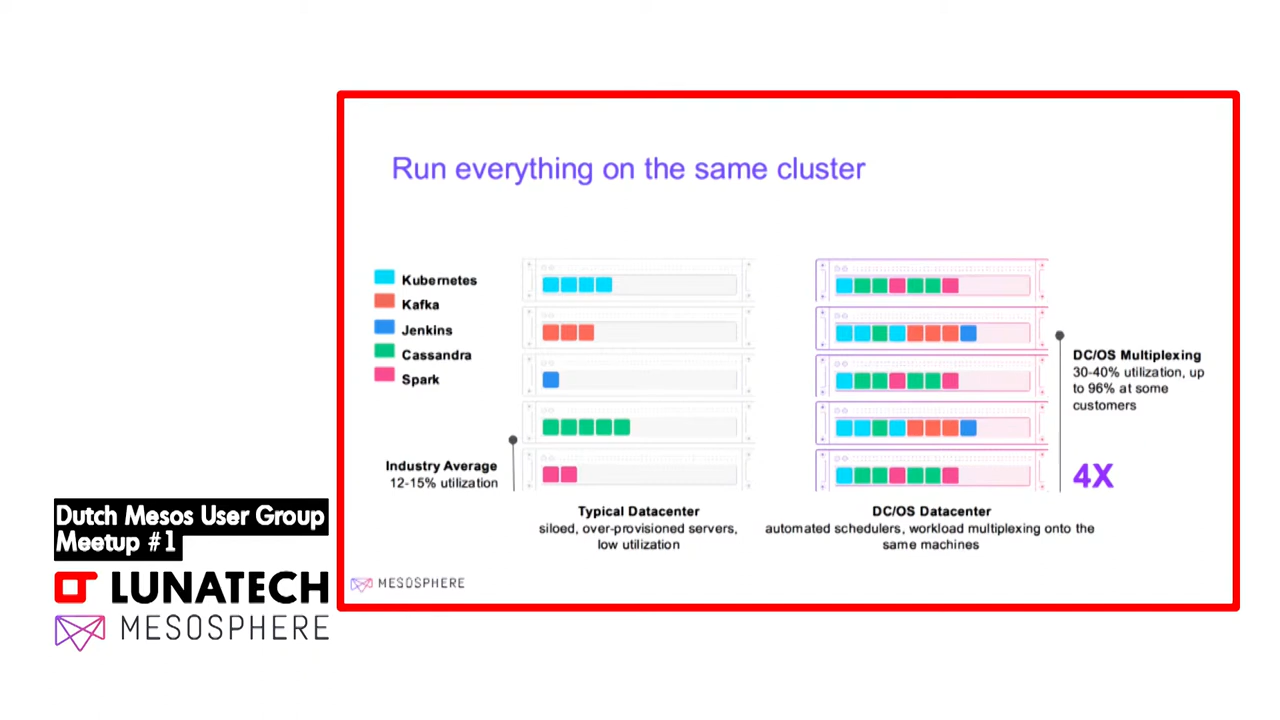 Run everything on the same cluster
Kubernetes
Kafka
Jenkins
Cassandra
Spark
Industry Average
12-15% utilization
Typical Datacenter
siloed, over-provisioned servers,
low utilization
DC/OS Datacenter
automated schedulers, workload multiplexing onto the
same machines
DC/OS Multiplexing
30-40% utilization, up
to 96% at some
customers
4X
MESOSPHERE
Dutch Mesos User Group
Meetup #1
LUNATECH
MESOSPHERE